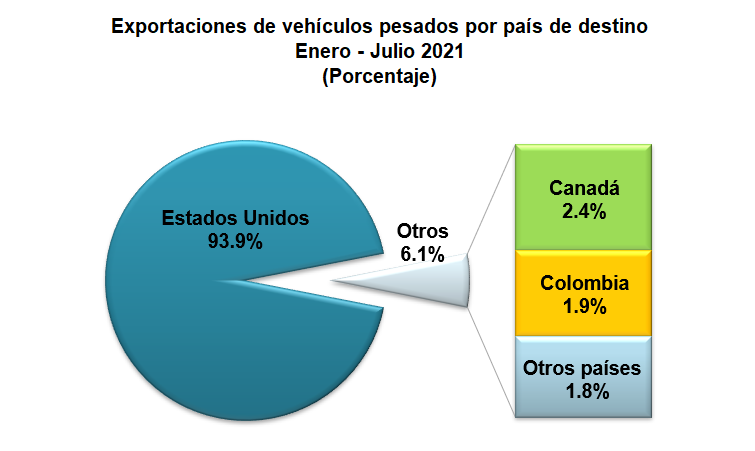 Exportaciones de vehículos pesados por país de destino
Enero - Julio 2021
(Porcentaje)
Estados Unidos
93.9%
Otros
6.1%
Canadá
2.4%
Colombia
1.9%
Otros países
1.8%